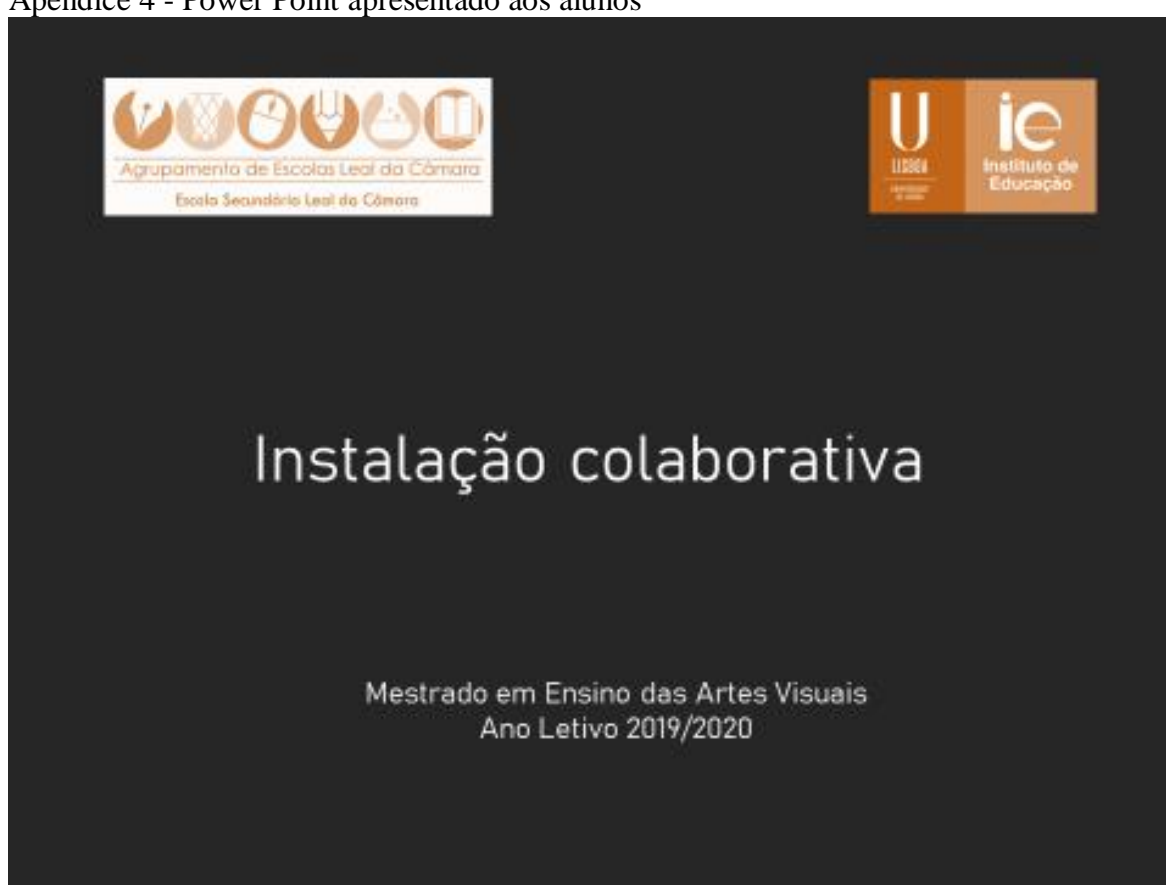 Apêndice 4 - Power Point apresentado aos alunos
Agrupamento de Escolas Leal da Câmara
Escola Secundária Leal da Câmara
U
LISBOA
ie
Instituto de
Educação
Instalação colaborativa
Mestrado em Ensino das Artes Visuais
Ano Letivo 2019/2020